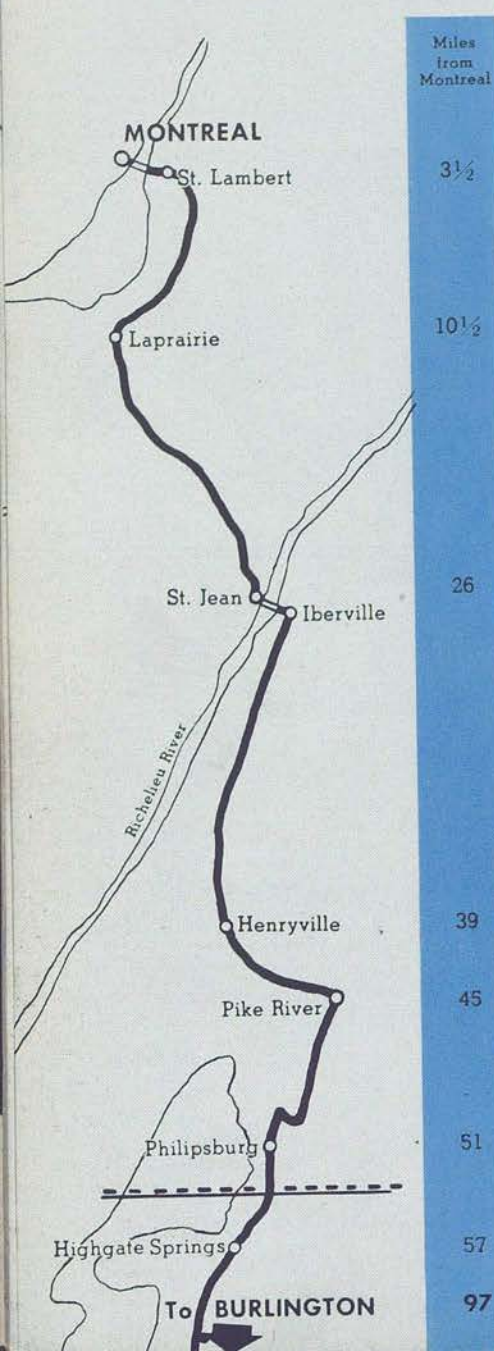 Miles
from
Montreal
MONTREAL
St. Lambert 3½
Laprairie 10½
St. Jean Iberville 26
Richelieu River
Henryville 39
Pike River 45
Philipsburg 51
Highgate Springs 57
To BURLINGTON 97